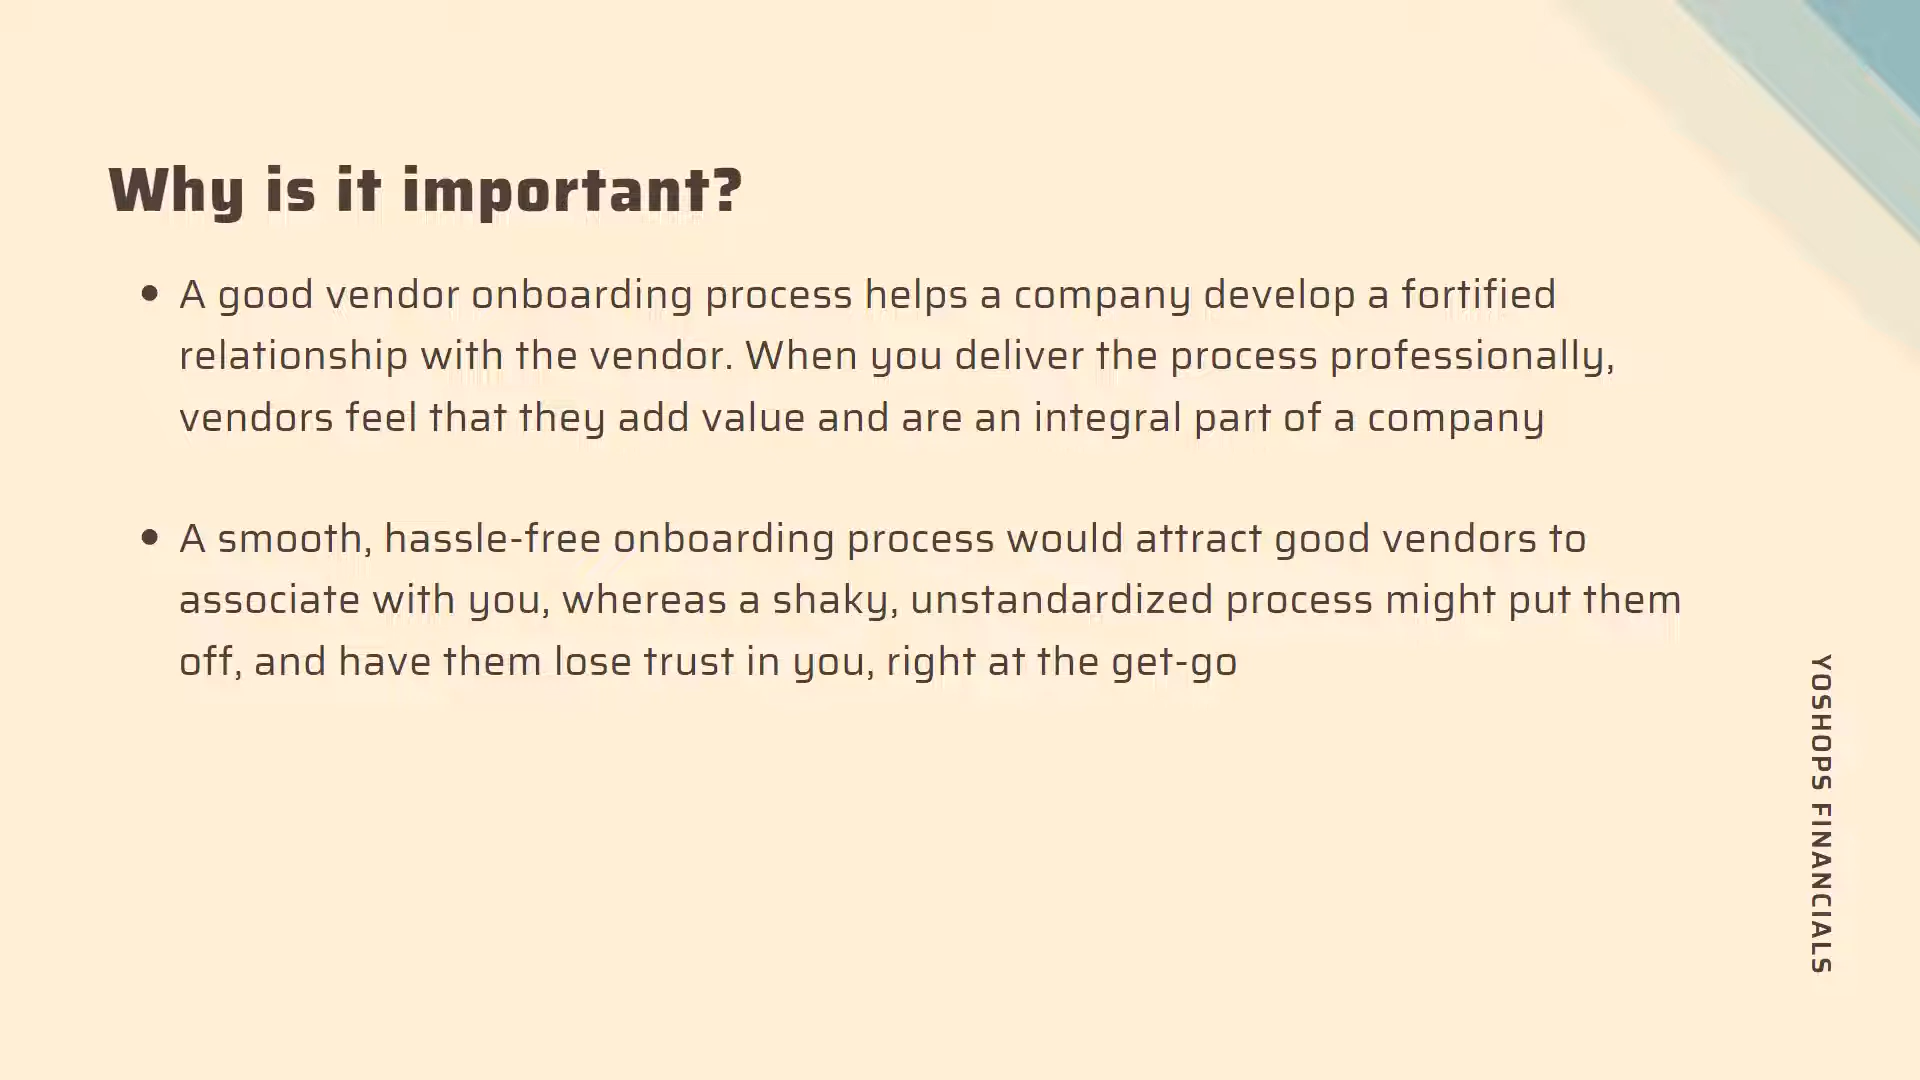 Why is it important?
• A good vendor onboarding process helps a company develop a fortified
relationship with the vendor. When you deliver the process professionally,
vendors feel that they add value and are an integral part of a company
• A smooth, hassle-free onboarding process would attract good vendors to
associate with you, whereas a shaky, unstandardized process might put them
off, and have them lose trust in you, right at the get-go
YOSHOPS FINANCIALS